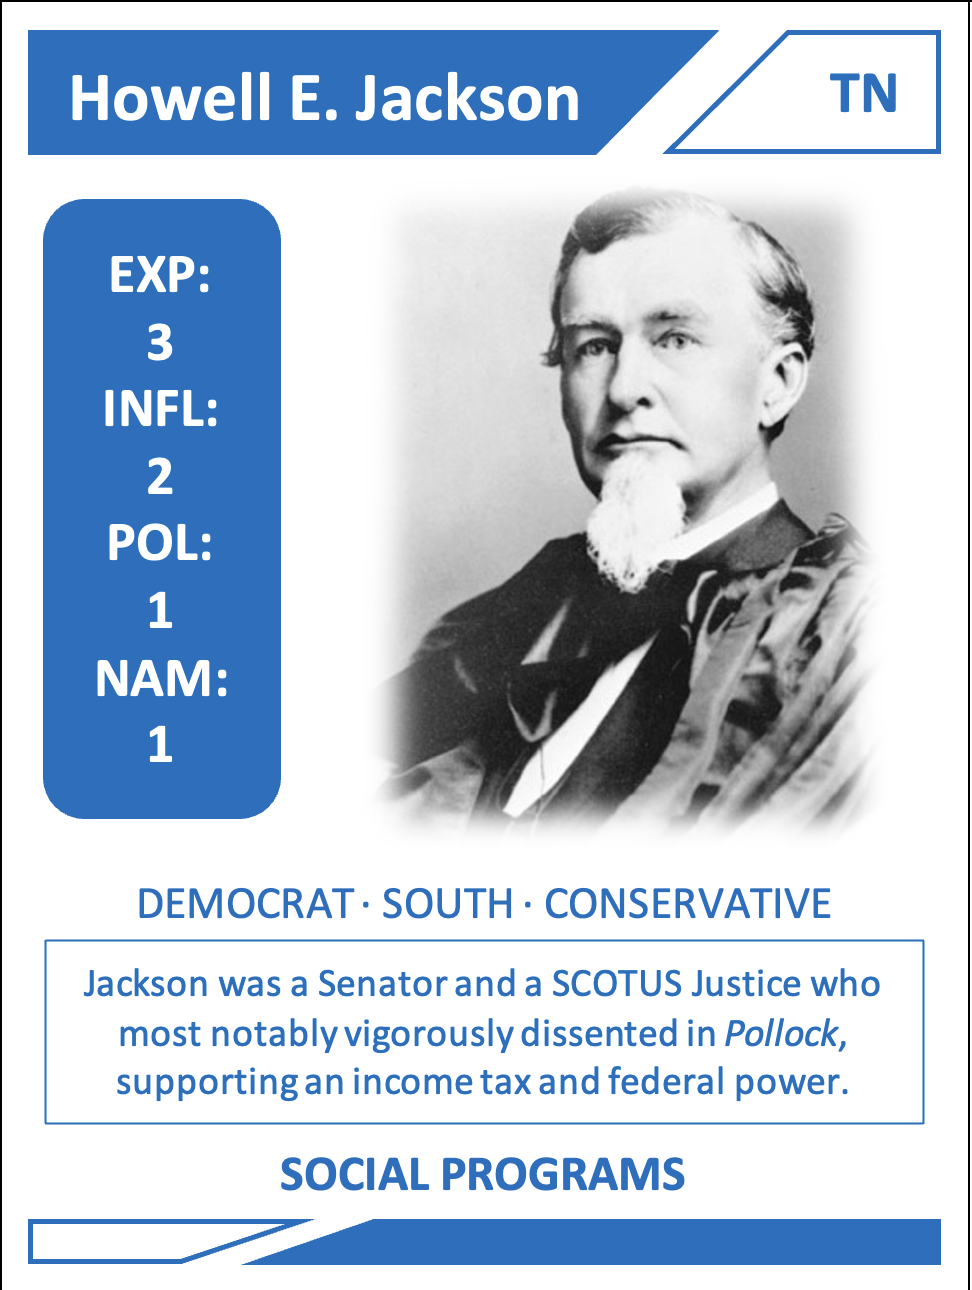 Howell E. Jackson
TN
EXP:
3
INFL:
2
POL:
1
NAM:
1
DEMOCRAT · SOUTH · CONSERVATIVE
Jackson was a Senator and a SCOTUS Justice who
most notably vigorously dissented in Pollock,
supporting an income tax and federal power.
SOCIAL PROGRAMS